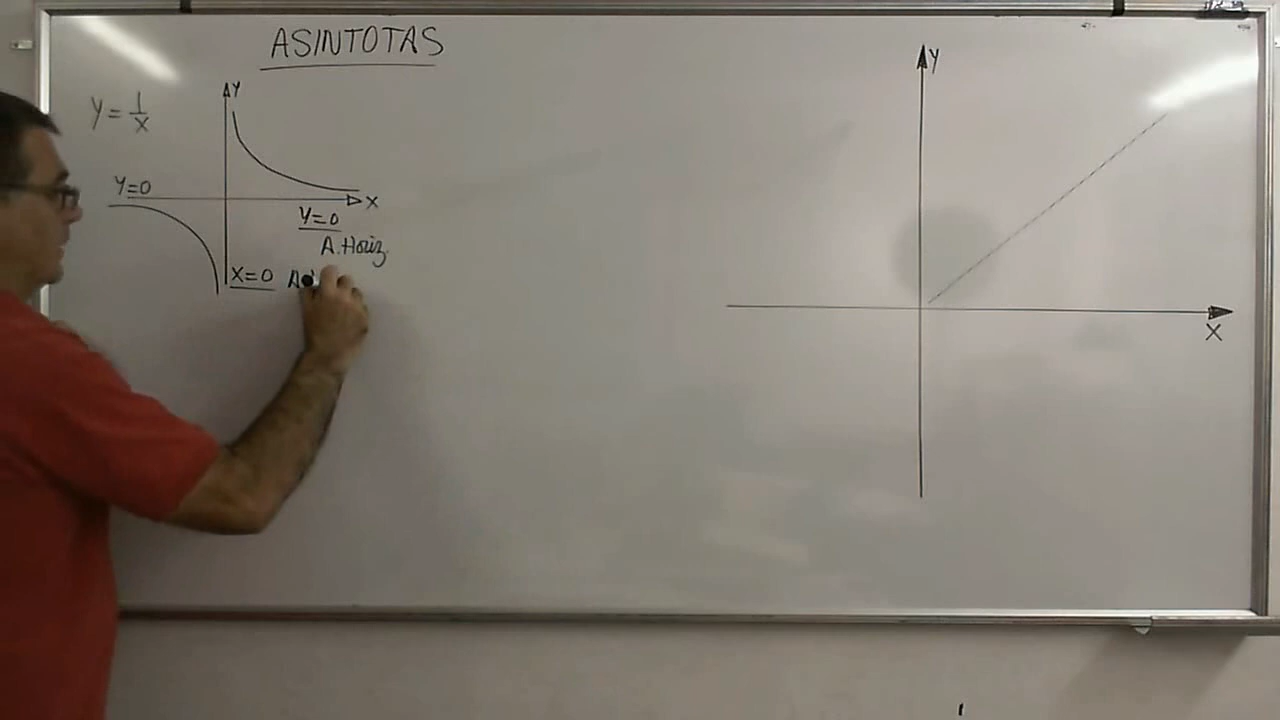 ASINTOTAS
Y
y = 1/x
Y=0
X
Y=0
A. Horiz.
X=0 A
Y
X